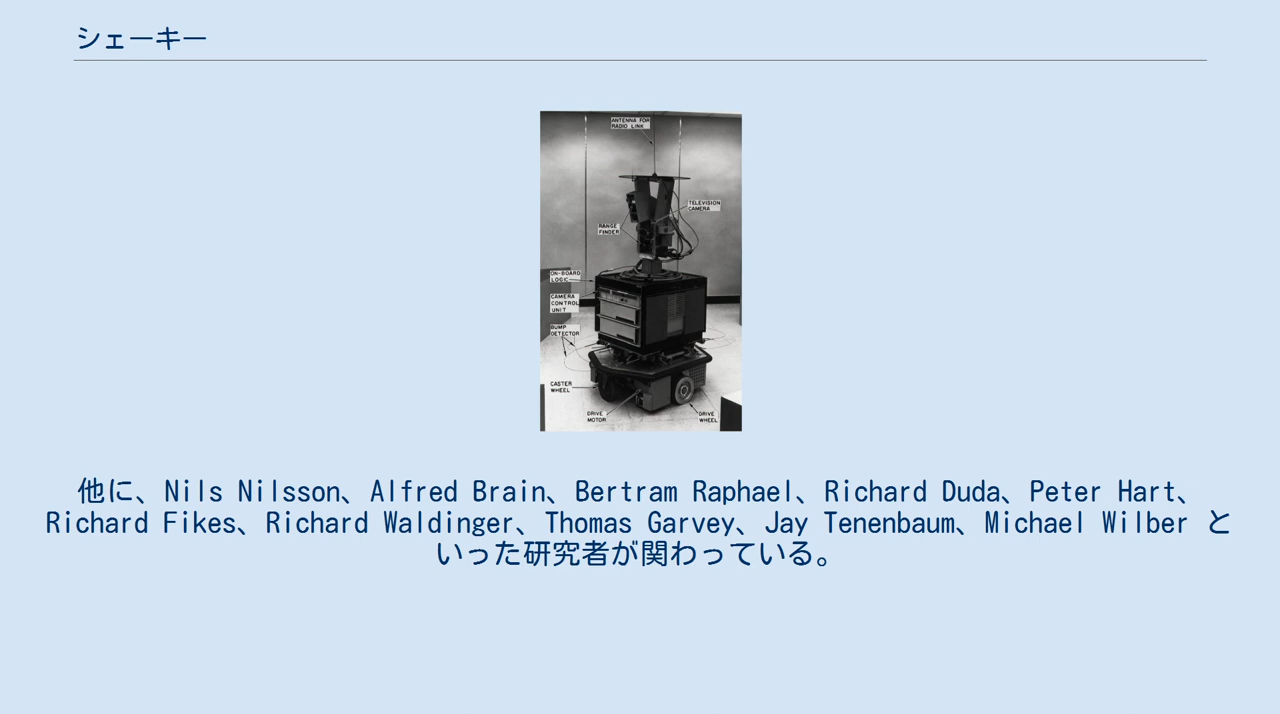 シェーキー
ANTENNA FOR
RADIO LINK
TELEVISION
CAMERA
RANGE
FINDER
ON-BOARD
LOGIC
CAMERA
CONTROL
UNIT
BUMP
DETECTOR
CASTER
WHEEL
DRIVE
MOTOR
DRIVE
WHEEL
他に、Nils Nilsson、Alfred Brain、Bertram Raphael、Richard Duda、Peter Hart、
Richard Fikes、Richard Waldinger、Thomas Garvey、Jay Tenenbaum、Michael Wilber と
いった研究者が関わっている。